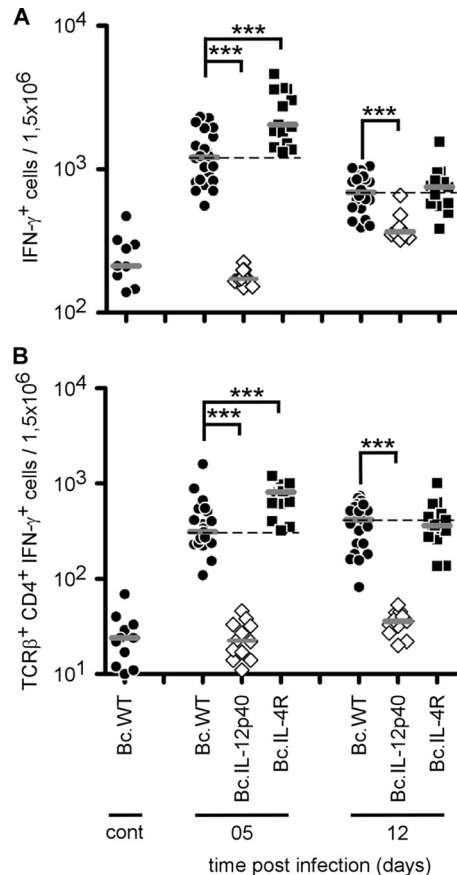 A
IFN-γ⁺ cells / 1,5x10⁶
10⁴
10³
10²
***
***
***
B
TCRβ⁺ CD4⁺ IFN-γ⁺ cells / 1,5x10⁶
10⁴
10³
10²
10¹
***
***
***
Bc.WT
Bc.WT
Bc.IL-12p40
Bc.IL-4R
Bc.WT
Bc.IL-12p40
Bc.IL-4R
cont 05 12
time post infection (days)